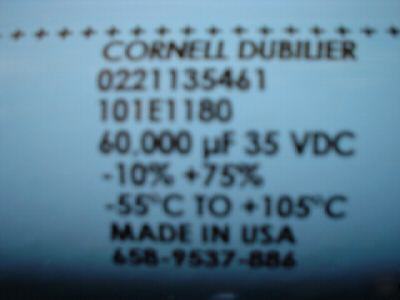 CORNELL DUBILIER
0221135461
101E1180
60,000 µF 35 VDC
-10% +75%
-55°C TO +105°C
MADE IN USA
658-9537-886